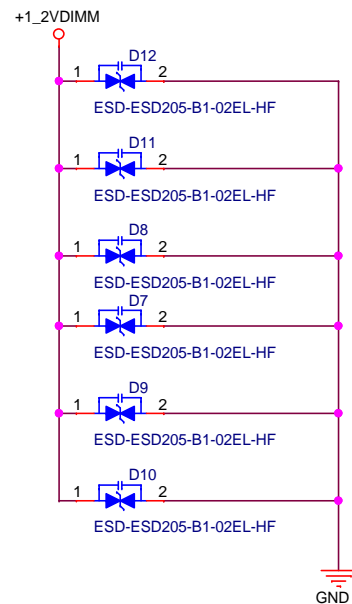 +1_2VDIMM
D12
1 2
ESD-ESD205-B1-02EL-HF
D11
1 2
ESD-ESD205-B1-02EL-HF
D8
1 2
ESD-ESD205-B1-02EL-HF
D7
1 2
ESD-ESD205-B1-02EL-HF
D9
1 2
ESD-ESD205-B1-02EL-HF
D10
1 2
ESD-ESD205-B1-02EL-HF
GND